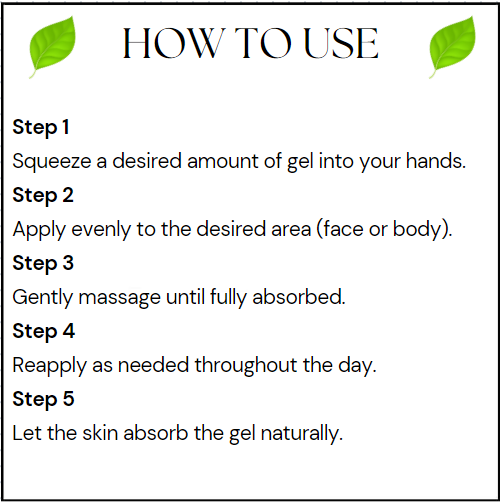 HOW TO USE
Step 1
Squeeze a desired amount of gel into your hands.
Step 2
Apply evenly to the desired area (face or body).
Step 3
Gently massage until fully absorbed.
Step 4
Reapply as needed throughout the day.
Step 5
Let the skin absorb the gel naturally.